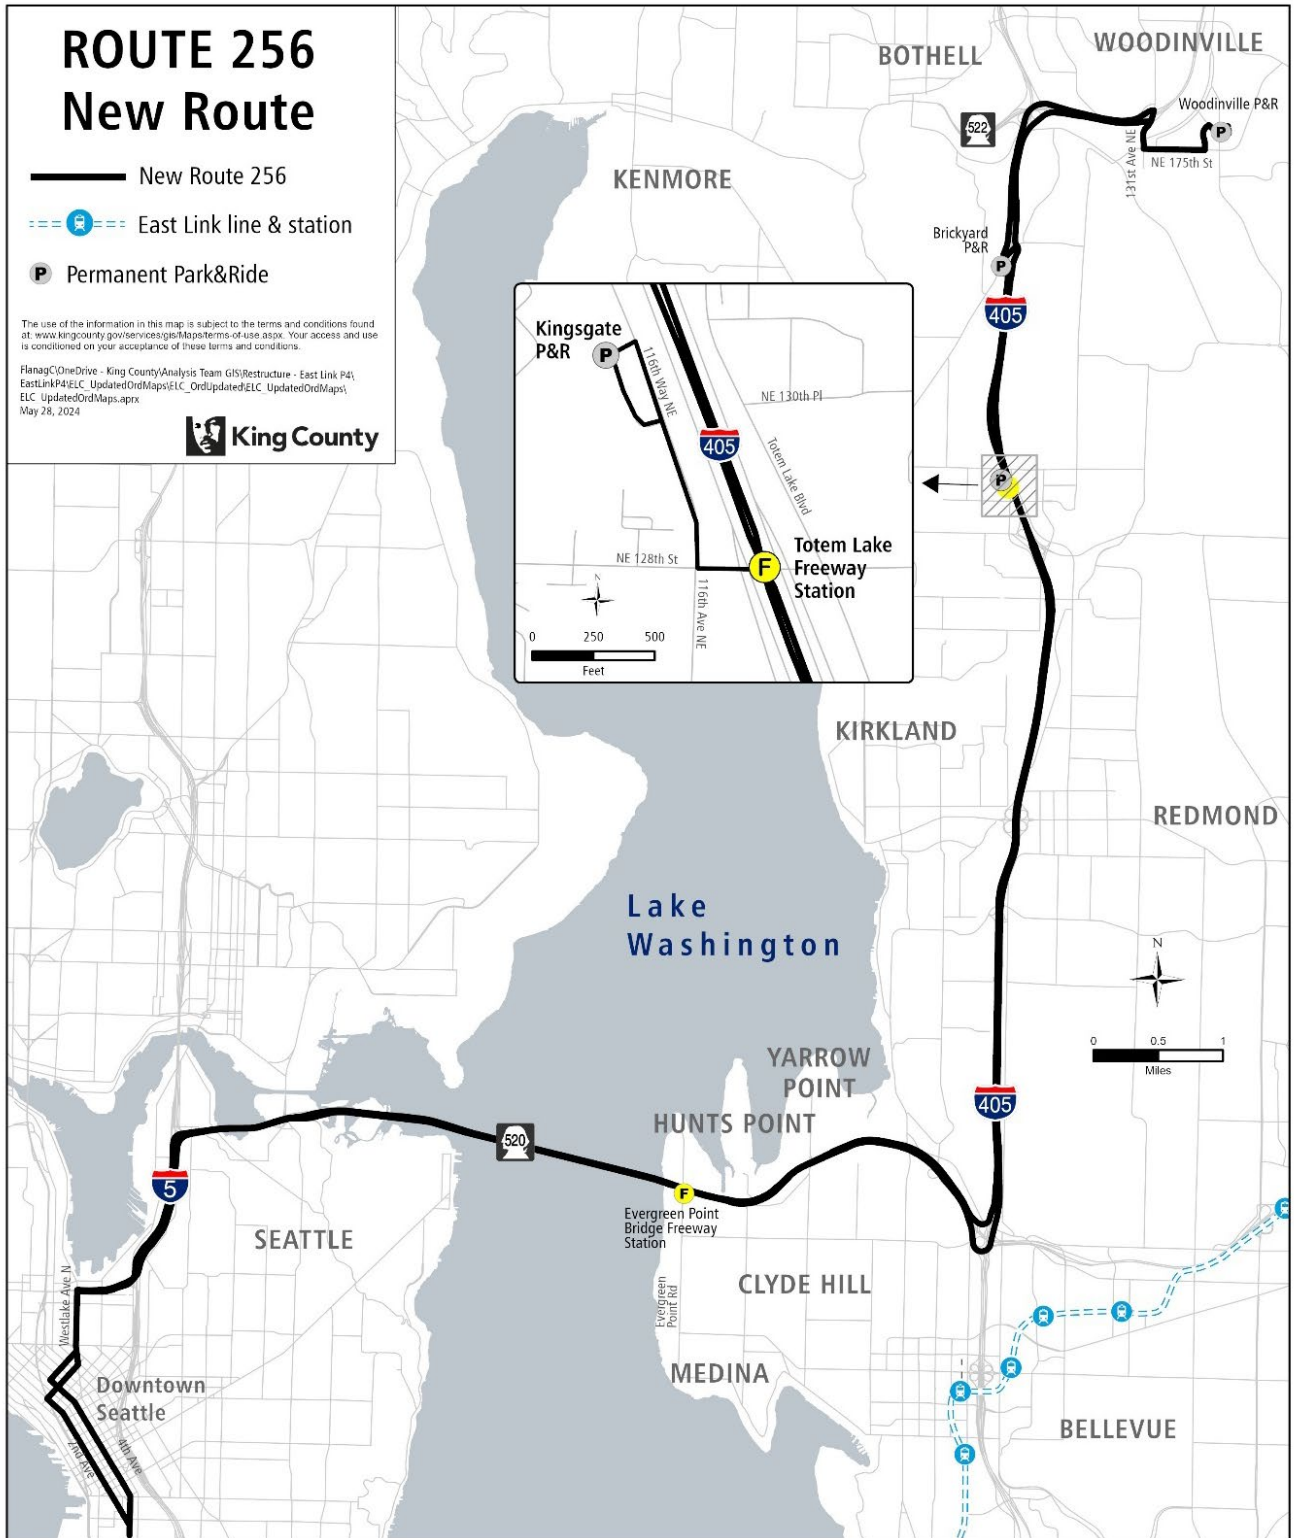 ROUTE 256
New Route
New Route 256
East Link line & station
P Permanent Park&Ride
The use of the information in this map is subject to the terms and conditions found
at: www.kingcounty.gov/services/gis/Maps/terms-of-use.aspx. Your access and use
is conditioned on your acceptance of these terms and conditions.
FlanagC\OneDrive - King County\Analysis Team GIS\Restructure - East Link P4\
EastLinkP4\ELC_UpdatedOrdMaps\ELC_OrdUpdated\ELC_UpdatedOrdMaps\
ELC_UpdatedOrdMaps.aprx
May 28, 2024
King County
BOTHELL
WOODINVILLE
522
Woodinville P&R
P
131st Ave NE
NE 175th St
KENMORE
Brickyard
P&R
P
405
P
Kingsgate
P&R
P
116th Way NE
NE 130th Pl
405
Totem Lake Blvd
NE 128th St
F
Totem Lake
Freeway
Station
116th Ave NE
N
0 250 500
Feet
KIRKLAND
REDMOND
Lake
Washington
N
0 0.5 1
Miles
YARROW
POINT
HUNTS POINT
405
520
5
F
Evergreen Point
Bridge Freeway
Station
SEATTLE
Westlake Ave N
Evergreen
Point Rd
CLYDE HILL
MEDINA
Downtown
Seattle
2nd Ave
4th Ave
BELLEVUE